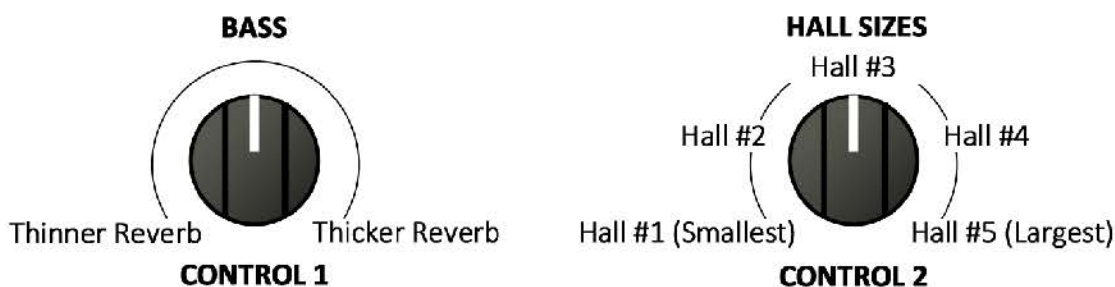 BASS
Thinner Reverb
Thicker Reverb
CONTROL 1
HALL SIZES
Hall #3
Hall #2
Hall #4
Hall #1 (Smallest)
Hall #5 (Largest)
CONTROL 2